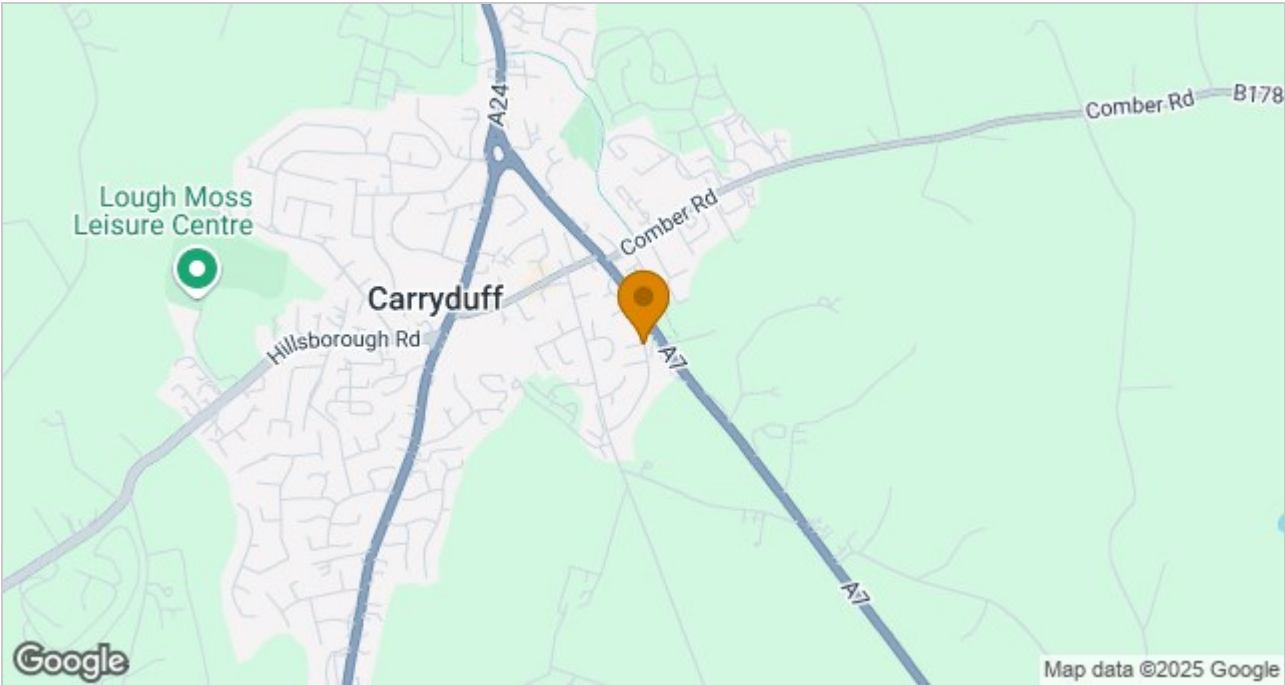 A24
Comber Rd
B178
Lough Moss
Leisure Centre
Comber Rd
Carryduff
Hillsborough Rd
A7
A7
Google
Map data ©2025 Google